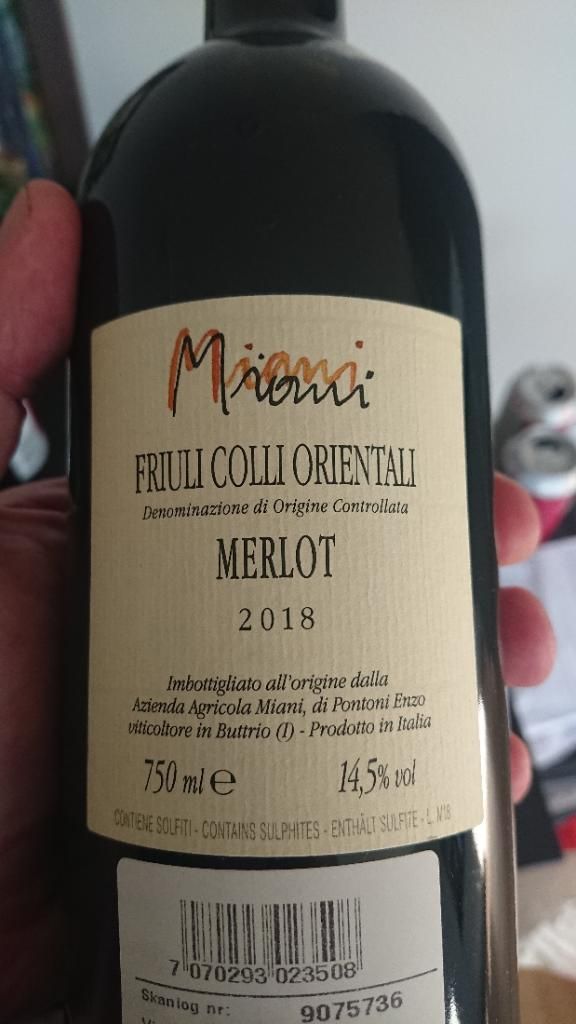 Miani
FRIULI COLLI ORIENTALI
Denominazione di Origine Controllata
MERLOT
2018
Imbottigliato all'origine dalla
Azienda Agricola Miani, di Pontoni Enzo
viticoltore in Buttrio (I) - Prodotto in Italia
750 ml e 14,5% vol
CONTIENE SOLFITI - CONTAINS SULPHITES - ENTHÄLT SULFITE - L. M18
7 070293 023508
Skanlog nr: 9075736